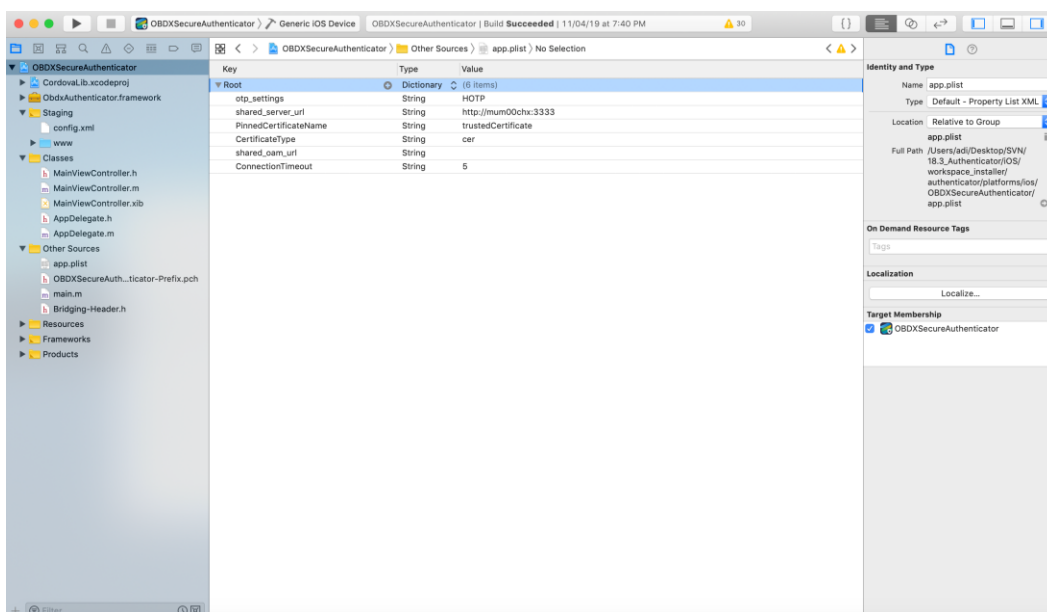 OBDXSecureAuthenticator 〉 Generic iOS Device
OBDXSecureAuthenticator | Build Succeeded | 11/04/19 at 7:40 PM
30
OBDXSecureAuthenticator 〉 Other Sources 〉 app.plist 〉 No Selection
OBDXSecureAuthenticator
CordovaLib.xcodeproj
ObdxAuthenticator.framework
Staging
config.xml
www
Classes
MainViewController.h
MainViewController.m
MainViewController.xib
AppDelegate.h
AppDelegate.m
Other Sources
app.plist
OBDXSecureAuth...ticator-Prefix.pch
main.m
Bridging-Header.h
Resources
Frameworks
Products
Filter
Key Type Value
Root Dictionary (6 items)
otp_settings String HOTP
shared_server_url String http://mum00chx:3333
PinnedCertificateName String trustedCertificate
CertificateType String cer
shared_oam_url String
ConnectionTimeout String 5
Identity and Type
Name app.plist
Type Default - Property List XML
Location Relative to Group
app.plist
Full Path /Users/adi/Desktop/SVN/
18.3_Authenticator/iOS/
workspace_installer/
authenticator/platforms/ios/
OBDXSecureAuthenticator/
app.plist
On Demand Resource Tags
Tags
Localization
Localize...
Target Membership
OBDXSecureAuthenticator